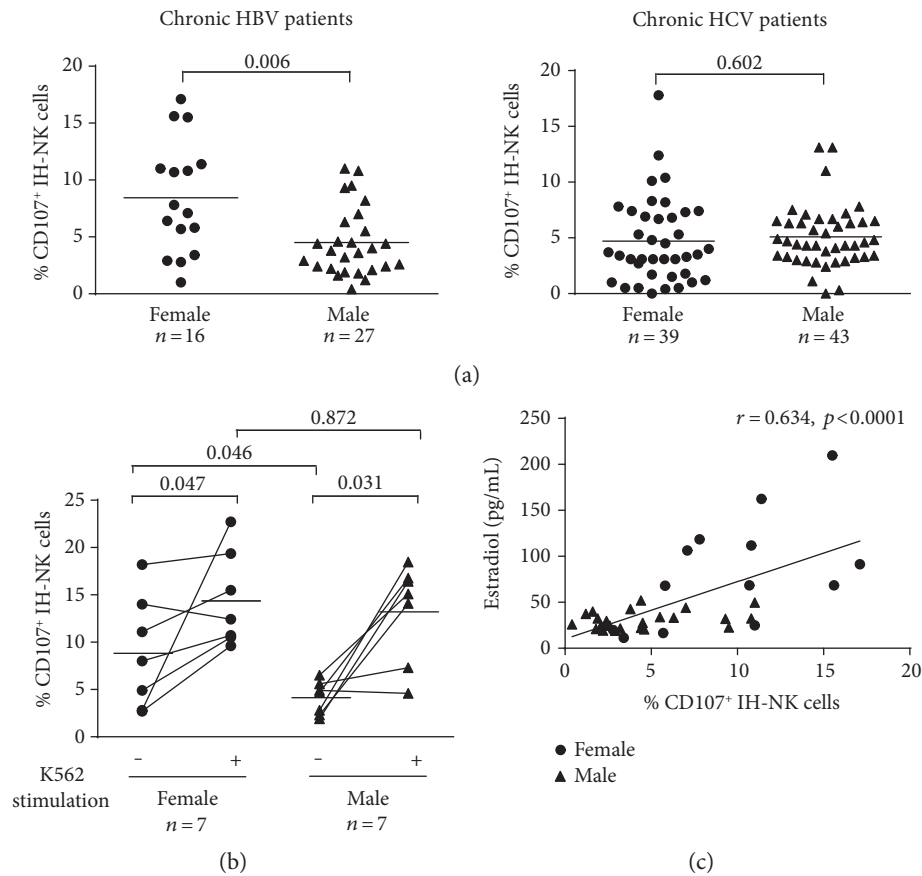 (a)
Chronic HBV patients
0.006
% CD107+ IH-NK cells
20
15
10
5
0
Female
n = 16
Male
n = 27
Chronic HCV patients
0.602
% CD107+ IH-NK cells
20
15
10
5
0
Female
n = 39
Male
n = 43
(a)
0.872
0.046
0.047
0.031
% CD107+ IH-NK cells
25
20
15
10
5
0
− + − +
K562
stimulation
Female
n = 7
Male
n = 7
(b)
r = 0.634, p<0.0001
Estradiol (pg/mL)
250
200
150
100
50
0
0 5 10 15 20
% CD107+ IH-NK cells
Female
Male
(c)